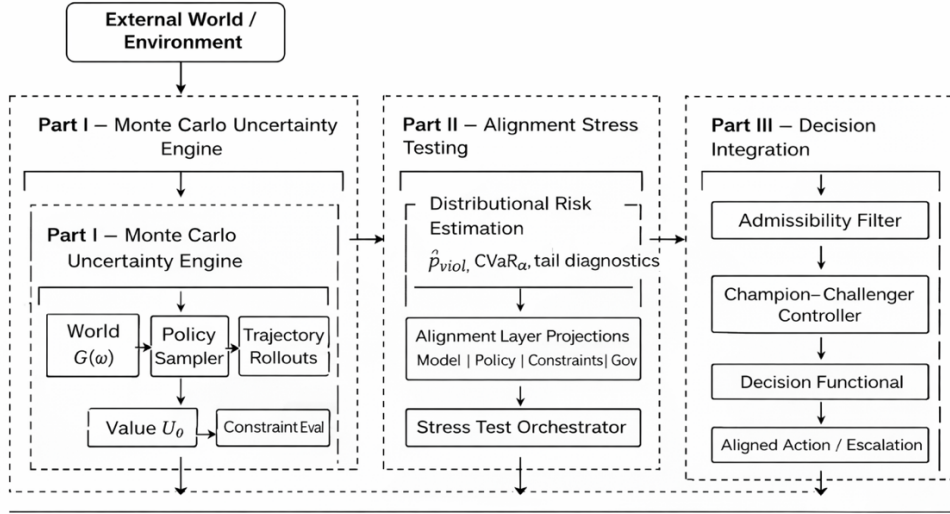 External World /
Environment
Part I – Monte Carlo Uncertainty
Engine
Part I – Monte Carlo
Uncertainty Engine
World
G(ω)
Policy
Sampler
Trajectory
Rollouts
Value U₀
Constraint Eval
Part II – Alignment Stress
Testing
Distributional Risk
Estimation
p̂viol, CVaRα, tail diagnostics
Alignment Layer Projections
Model | Policy | Constraints| Gov
Stress Test Orchestrator
Part III – Decision
Integration
Admissibility Filter
Champion–Challenger
Controller
Decision Functional
Aligned Action / Escalation